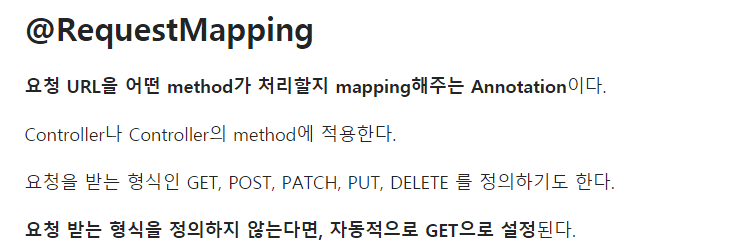 @RequestMapping
요청 URL을 어떤 method가 처리할지 mapping해주는 Annotation이다.
Controller나 Controller의 method에 적용한다.
요청을 받는 형식인 GET, POST, PATCH, PUT, DELETE 를 정의하기도 한다.
요청 받는 형식을 정의하지 않는다면, 자동적으로 GET으로 설정된다.